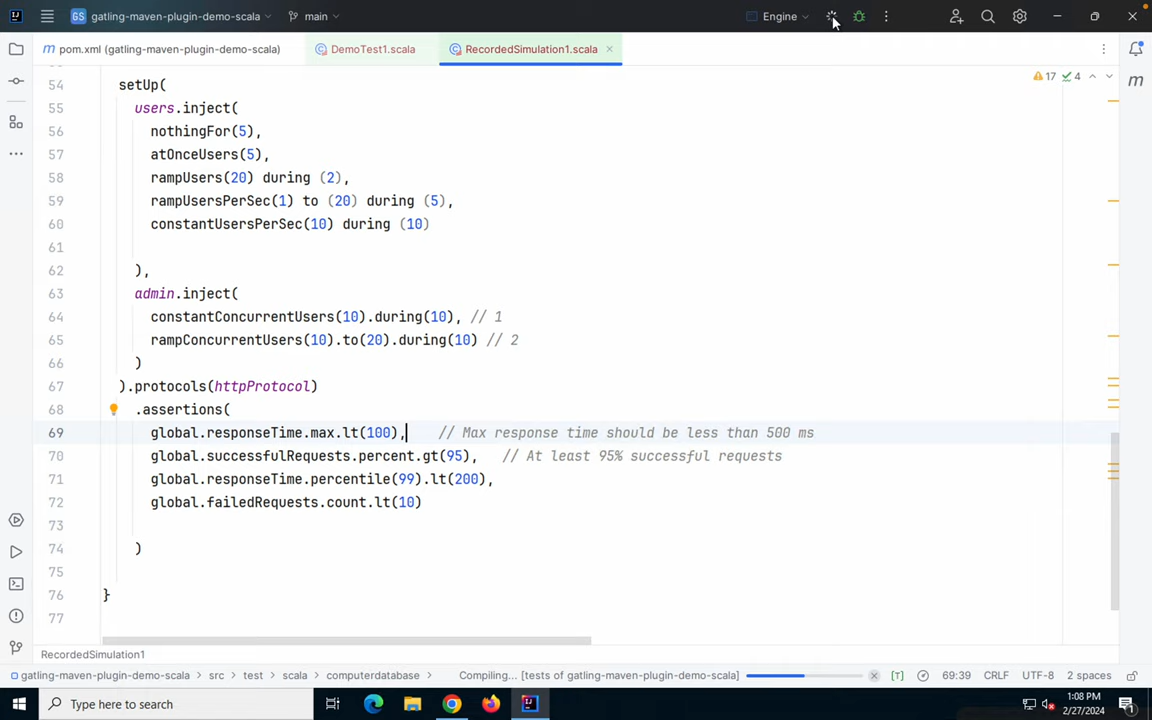 GS gatling-maven-plugin-demo-scala main Engine
pom.xml (gatling-maven-plugin-demo-scala) DemoTest1.scala RecordedSimulation1.scala
17 4
54 setUp(
55 users.inject(
56 nothingFor(5),
57 atOnceUsers(5),
58 rampUsers(20) during (2),
59 rampUsersPerSec(1) to (20) during (5),
60 constantUsersPerSec(10) during (10)
61
62 ),
63 admin.inject(
64 constantConcurrentUsers(10).during(10), // 1
65 rampConcurrentUsers(10).to(20).during(10) // 2
66 )
67 ).protocols(httpProtocol)
68 .assertions(
69 global.responseTime.max.lt(100), // Max response time should be less than 500 ms
70 global.successfulRequests.percent.gt(95), // At least 95% successful requests
71 global.responseTime.percentile(99).lt(200),
72 global.failedRequests.count.lt(10)
73
74 )
75
76 }
77
RecordedSimulation1
gatling-maven-plugin-demo-scala > src > test > scala > computerdatabase > Compiling... [tests of gatling-maven-plugin-demo-scala] [T] 69:39 CRLF UTF-8 2 spaces
Type here to search
1:08 PM
2/27/2024
1